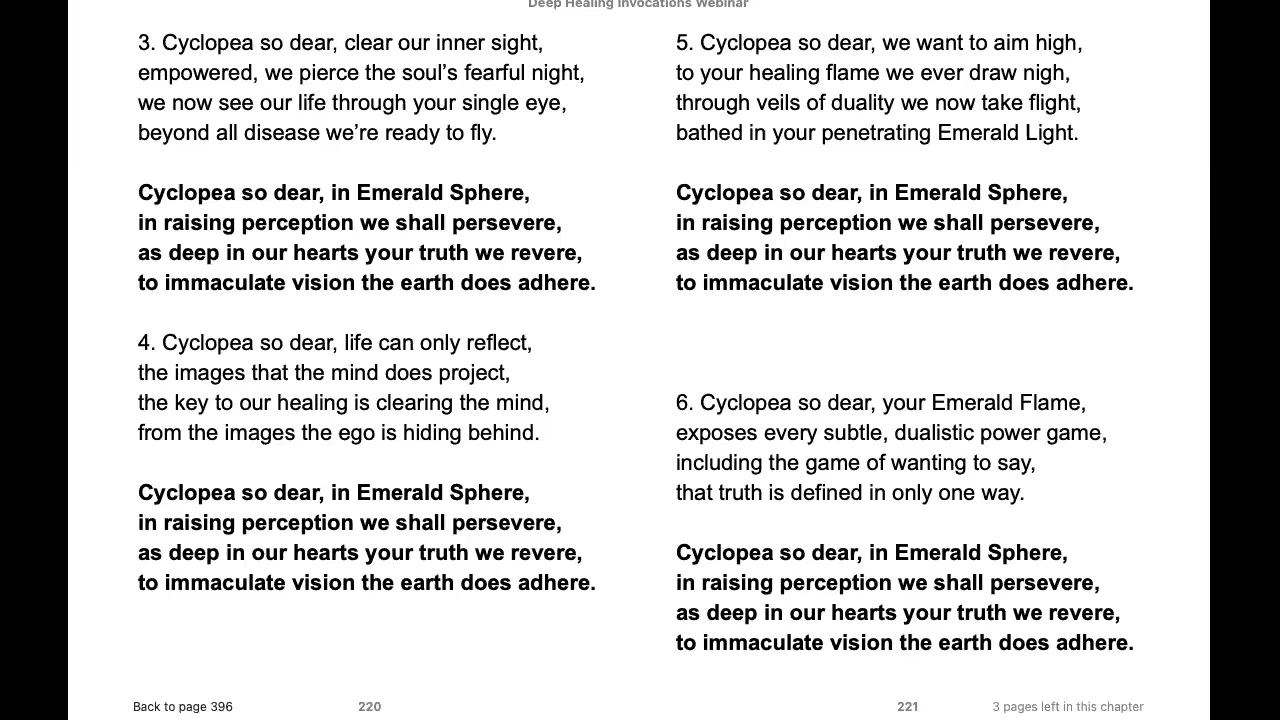 Deep Healing Invocations Webinar
3. Cyclopea so dear, clear our inner sight,
empowered, we pierce the soul’s fearful night,
we now see our life through your single eye,
beyond all disease we’re ready to fly.
Cyclopea so dear, in Emerald Sphere,
in raising perception we shall persevere,
as deep in our hearts your truth we revere,
to immaculate vision the earth does adhere.
4. Cyclopea so dear, life can only reflect,
the images that the mind does project,
the key to our healing is clearing the mind,
from the images the ego is hiding behind.
Cyclopea so dear, in Emerald Sphere,
in raising perception we shall persevere,
as deep in our hearts your truth we revere,
to immaculate vision the earth does adhere.
5. Cyclopea so dear, we want to aim high,
to your healing flame we ever draw nigh,
through veils of duality we now take flight,
bathed in your penetrating Emerald Light.
Cyclopea so dear, in Emerald Sphere,
in raising perception we shall persevere,
as deep in our hearts your truth we revere,
to immaculate vision the earth does adhere.
6. Cyclopea so dear, your Emerald Flame,
exposes every subtle, dualistic power game,
including the game of wanting to say,
that truth is defined in only one way.
Cyclopea so dear, in Emerald Sphere,
in raising perception we shall persevere,
as deep in our hearts your truth we revere,
to immaculate vision the earth does adhere.
Back to page 396
220
221
3 pages left in this chapter